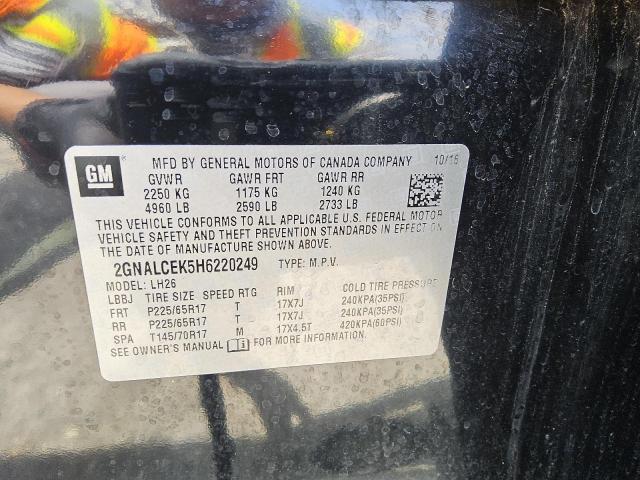 GM MFD BY GENERAL MOTORS OF CANADA COMPANY 10/16
GVWR GAWR FRT GAWR RR
2250 KG 1175 KG 1240 KG
4960 LB 2590 LB 2733 LB
THIS VEHICLE CONFORMS TO ALL APPLICABLE U.S. FEDERAL MOTOR
VEHICLE SAFETY AND THEFT PREVENTION STANDARDS IN EFFECT ON
THE DATE OF MANUFACTURE SHOWN ABOVE.
2GNALCEK5H6220249 TYPE: M.P.V.
MODEL: LH26
LBBJ TIRE SIZE SPEED RTG RIM COLD TIRE PRESSURE
FRT P225/65R17 T 17X7J 240KPA(35PSI)
RR P225/65R17 T 17X7J 240KPA(35PSI)
SPA T145/70R17 M 17X4.5T 420KPA(60PSI)
SEE OWNER'S MANUAL FOR MORE INFORMATION.